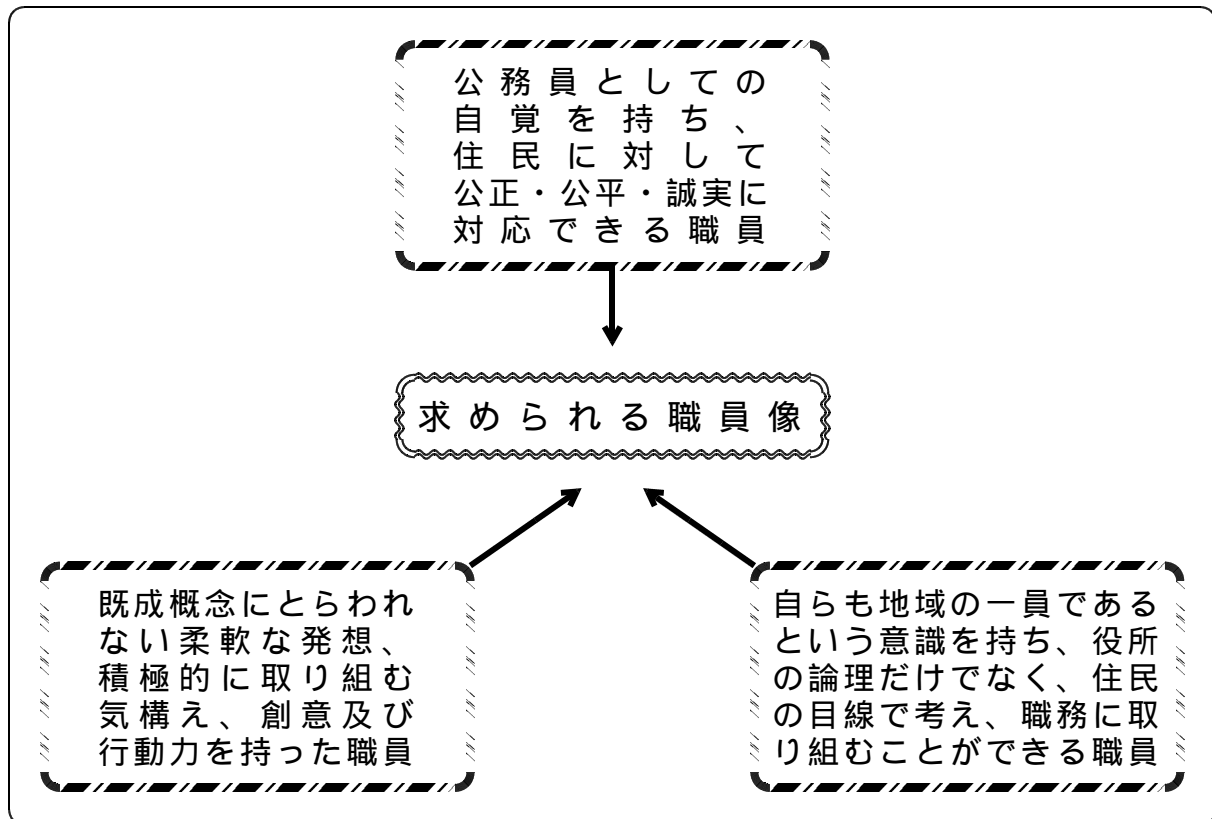 公務員としての
自覚を持ち、
住民に対して
公正・公平・誠実に
対応できる職員
求められる職員像
既成概念にとらわれ
ない柔軟な発想、
積極的に取り組む
気構え、創意及び
行動力を持った職員
自らも地域の一員である
という意識を持ち、役所
の論理だけでなく、住民
の目線で考え、職務に取
り組むことができる職員